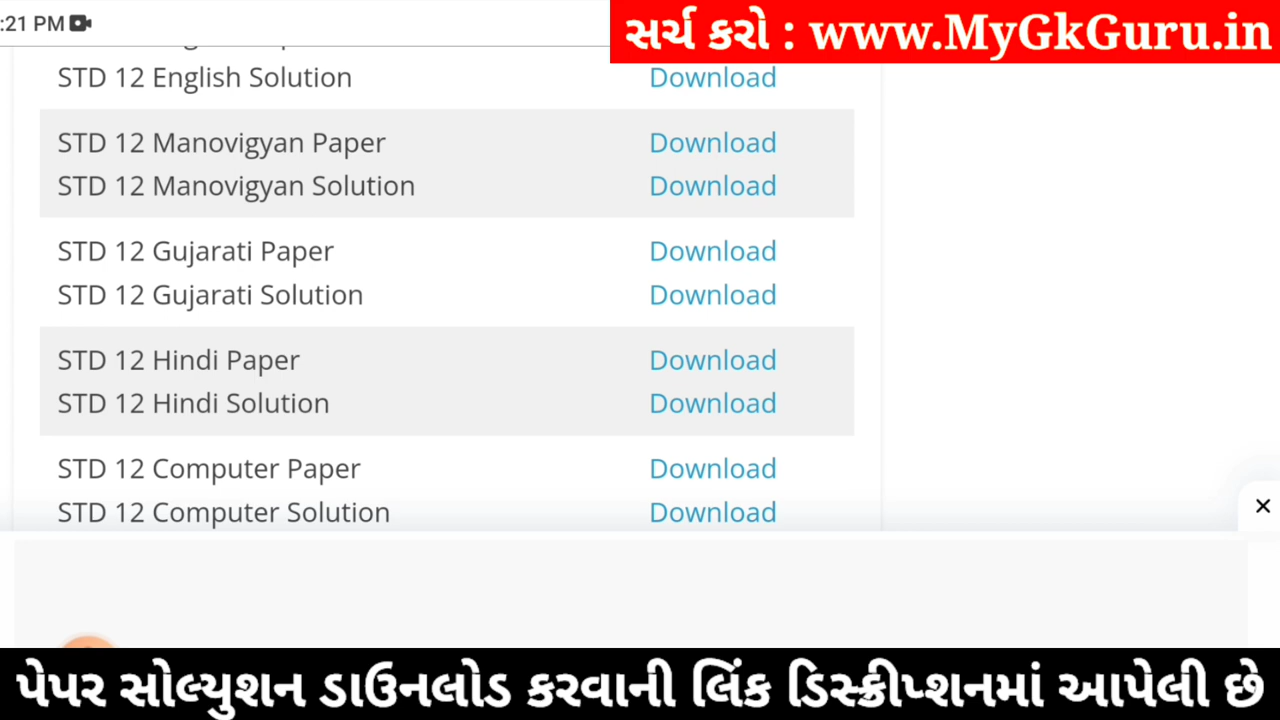 :21 PM
સર્ચ કરો : www.MyGkGuru.in
STD 12 English Solution Download
STD 12 Manovigyan Paper Download
STD 12 Manovigyan Solution Download
STD 12 Gujarati Paper Download
STD 12 Gujarati Solution Download
STD 12 Hindi Paper Download
STD 12 Hindi Solution Download
STD 12 Computer Paper Download
STD 12 Computer Solution Download
પેપર સોલ્યુશન ડાઉનલોડ કરવાની લિંક ડિસ્ક્રીપ્શનમાં આપેલી છે